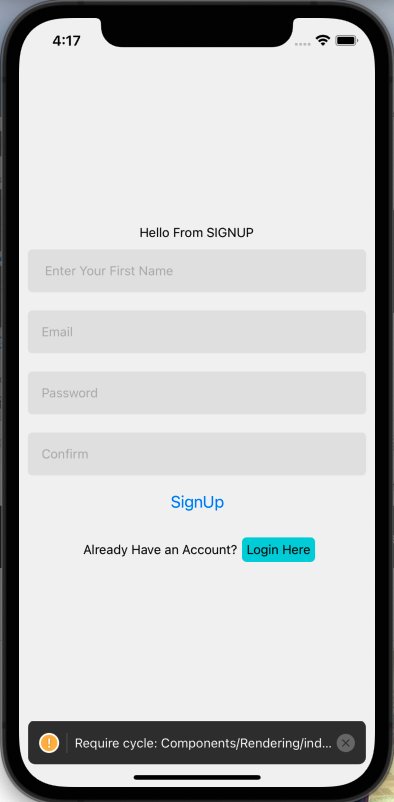 4:17
Hello From SIGNUP
Enter Your First Name
Email
Password
Confirm
SignUp
Already Have an Account? Login Here
! Require cycle: Components/Rendering/ind...